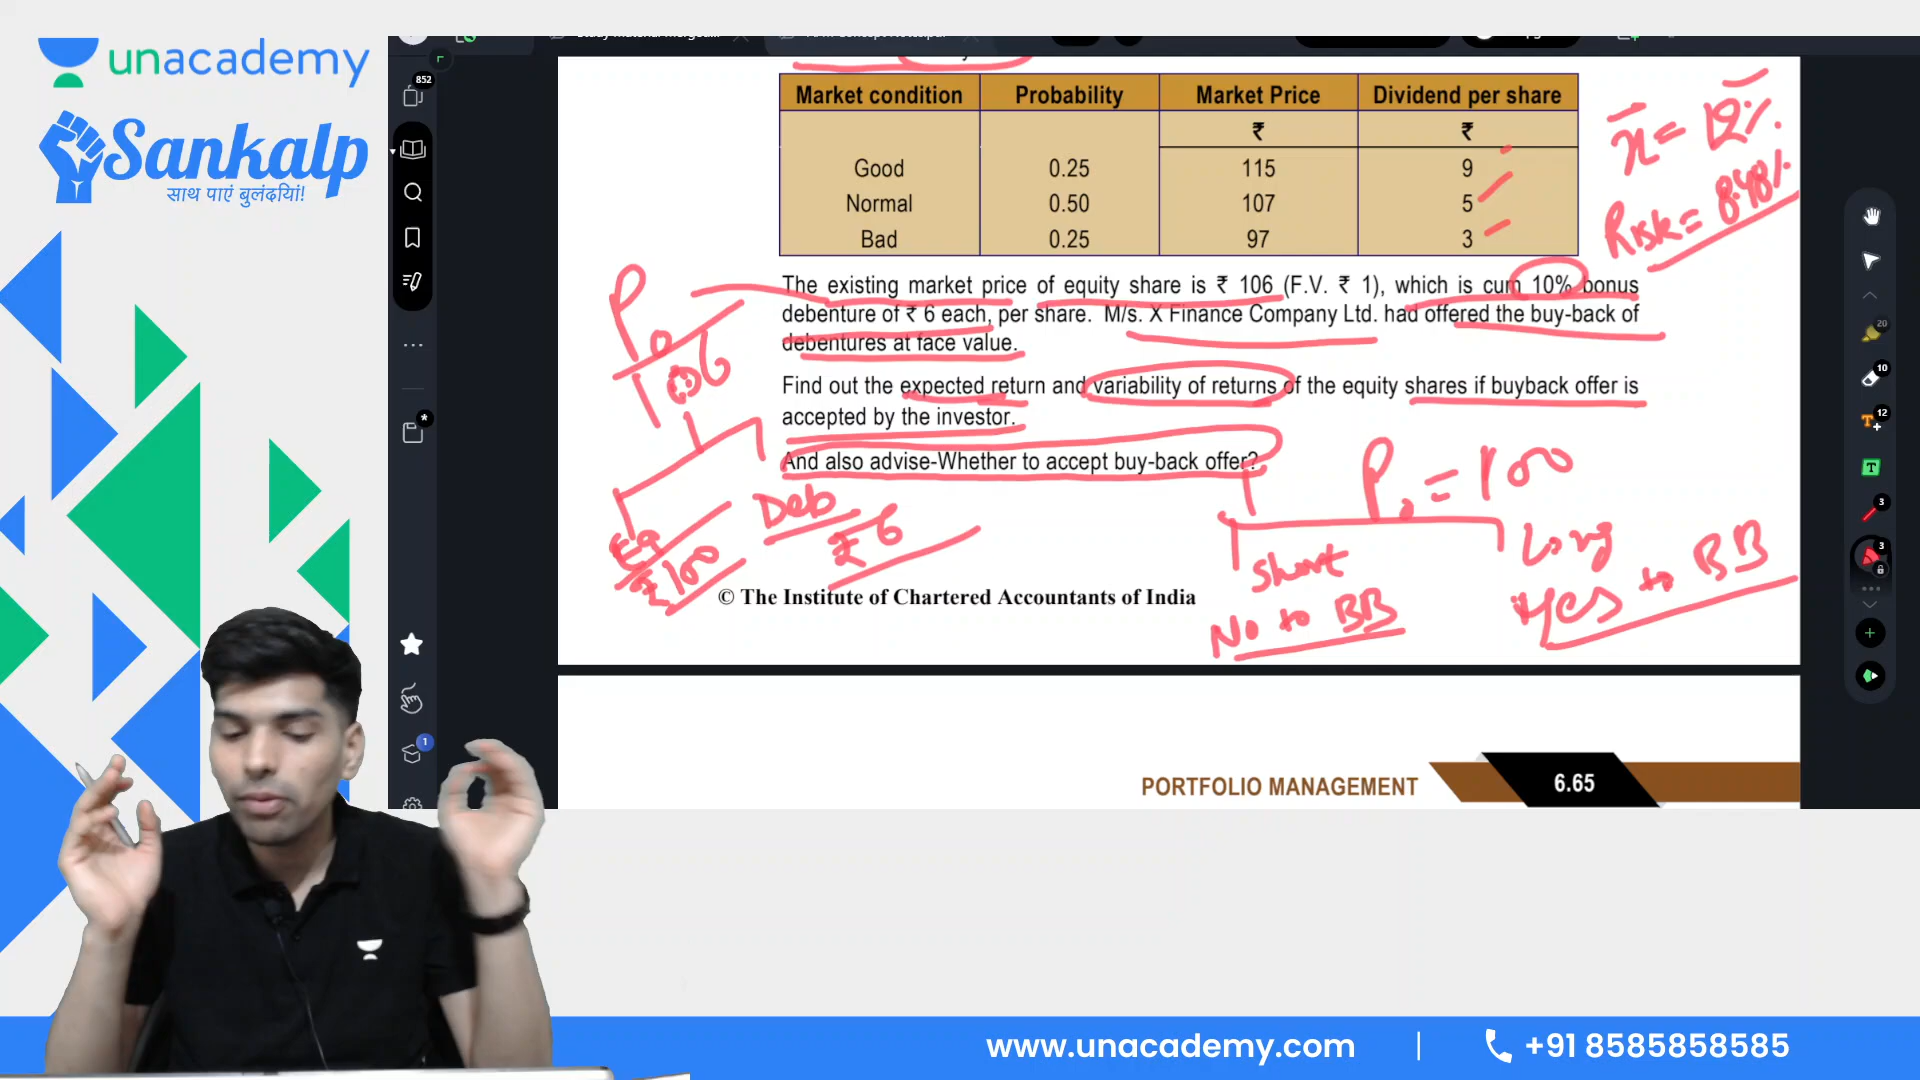 unacademy
Sankalp
साथ पाएं बुलंदियां!
852
Market condition Probability Market Price Dividend per share
₹ ₹
Good 0.25 115 9
Normal 0.50 107 5
Bad 0.25 97 3
x̄ = 12%.
Risk = 8.48%.
The existing market price of equity share is ₹ 106 (F.V. ₹ 1), which is cum 10% bonus
debenture of ₹ 6 each, per share. M/s. X Finance Company Ltd. had offered the buy-back of
debentures at face value.
Find out the expected return and variability of returns of the equity shares if buyback offer is
accepted by the investor.
And also advise-Whether to accept buy-back offer?
P0
106
Eq
₹100
Deb
₹ 6
P0 = 100
Short
No to BB
Long
Yes to BB
© The Institute of Chartered Accountants of India
PORTFOLIO MANAGEMENT 6.65
20
10
12
T
T
3
3
1
www.unacademy.com | +91 8585858585